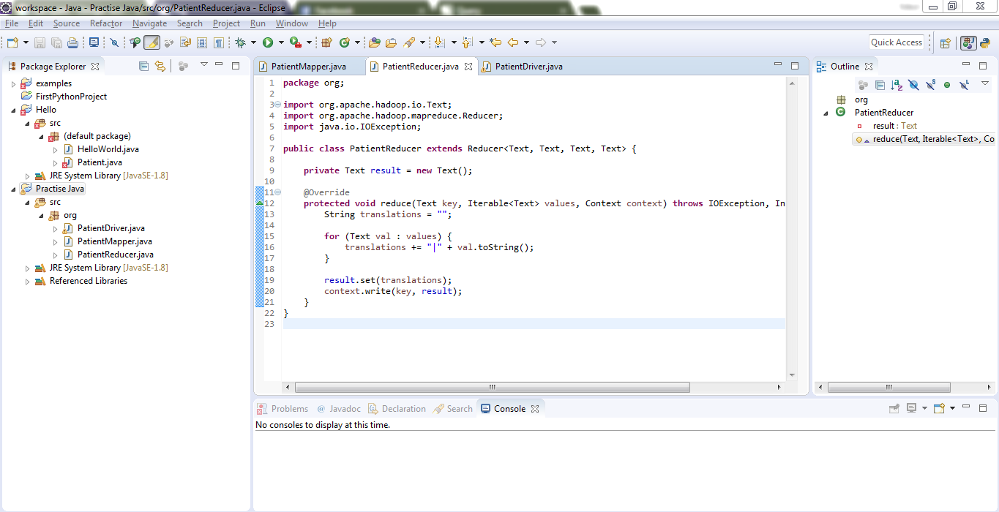 workspace - Java - Practise Java/src/org/PatientReducer.java - Eclipse
File Edit Source Refactor Navigate Search Project Run Window Help
Quick Access
Package Explorer
examples
FirstPythonProject
Hello
src
(default package)
HelloWorld.java
Patient.java
JRE System Library [JavaSE-1.8]
Practise Java
src
org
PatientDriver.java
PatientMapper.java
PatientReducer.java
JRE System Library [JavaSE-1.8]
Referenced Libraries
PatientMapper.java PatientReducer.java PatientDriver.java
1 package org;
2
3 import org.apache.hadoop.io.Text;
4 import org.apache.hadoop.mapreduce.Reducer;
5 import java.io.IOException;
6
7 public class PatientReducer extends Reducer<Text, Text, Text, Text> {
8
9 private Text result = new Text();
10
11 @Override
12 protected void reduce(Text key, Iterable<Text> values, Context context) throws IOException, In
13 String translations = "";
14
15 for (Text val : values) {
16 translations += "|" + val.toString();
17 }
18
19 result.set(translations);
20 context.write(key, result);
21 }
22 }
23
Outline
org
PatientReducer
result : Text
reduce(Text, Iterable<Text>, Co
Problems @ Javadoc Declaration Search Console
No consoles to display at this time.